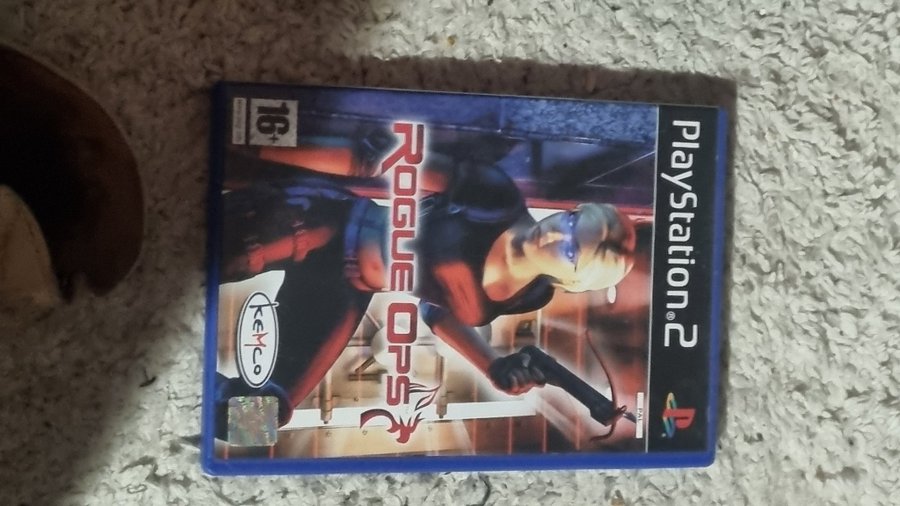 PlayStation®2
PAL
ROGUE OPS
16+
KEMCO